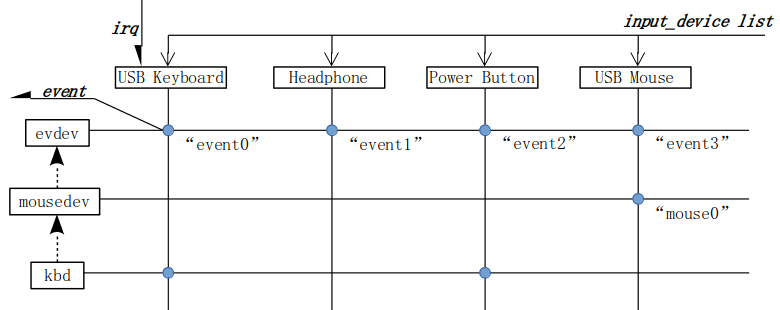 input_device list
irq
USB Keyboard
Headphone
Power Button
USB Mouse
event
evdev
“event0”
“event1”
“event2”
“event3”
mousedev
“mouse0”
kbd